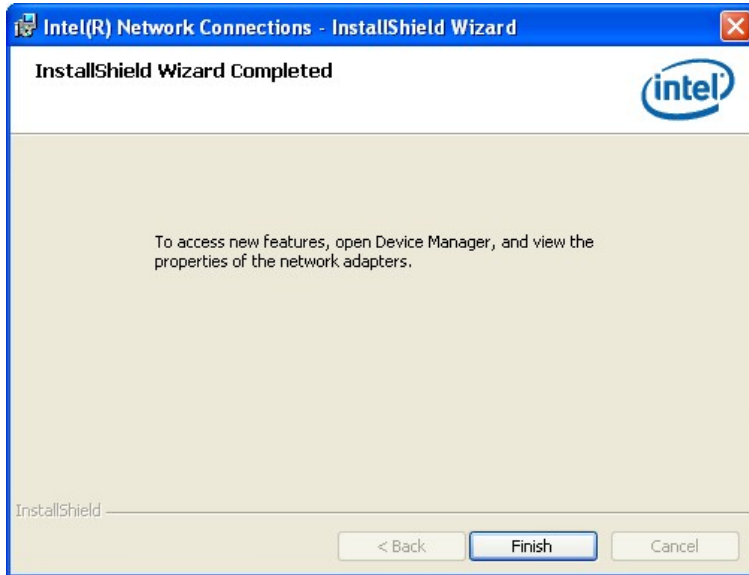 Intel(R) Network Connections - InstallShield Wizard
InstallShield Wizard Completed
intel
To access new features, open Device Manager, and view the
properties of the network adapters.
InstallShield
< Back
Finish
Cancel